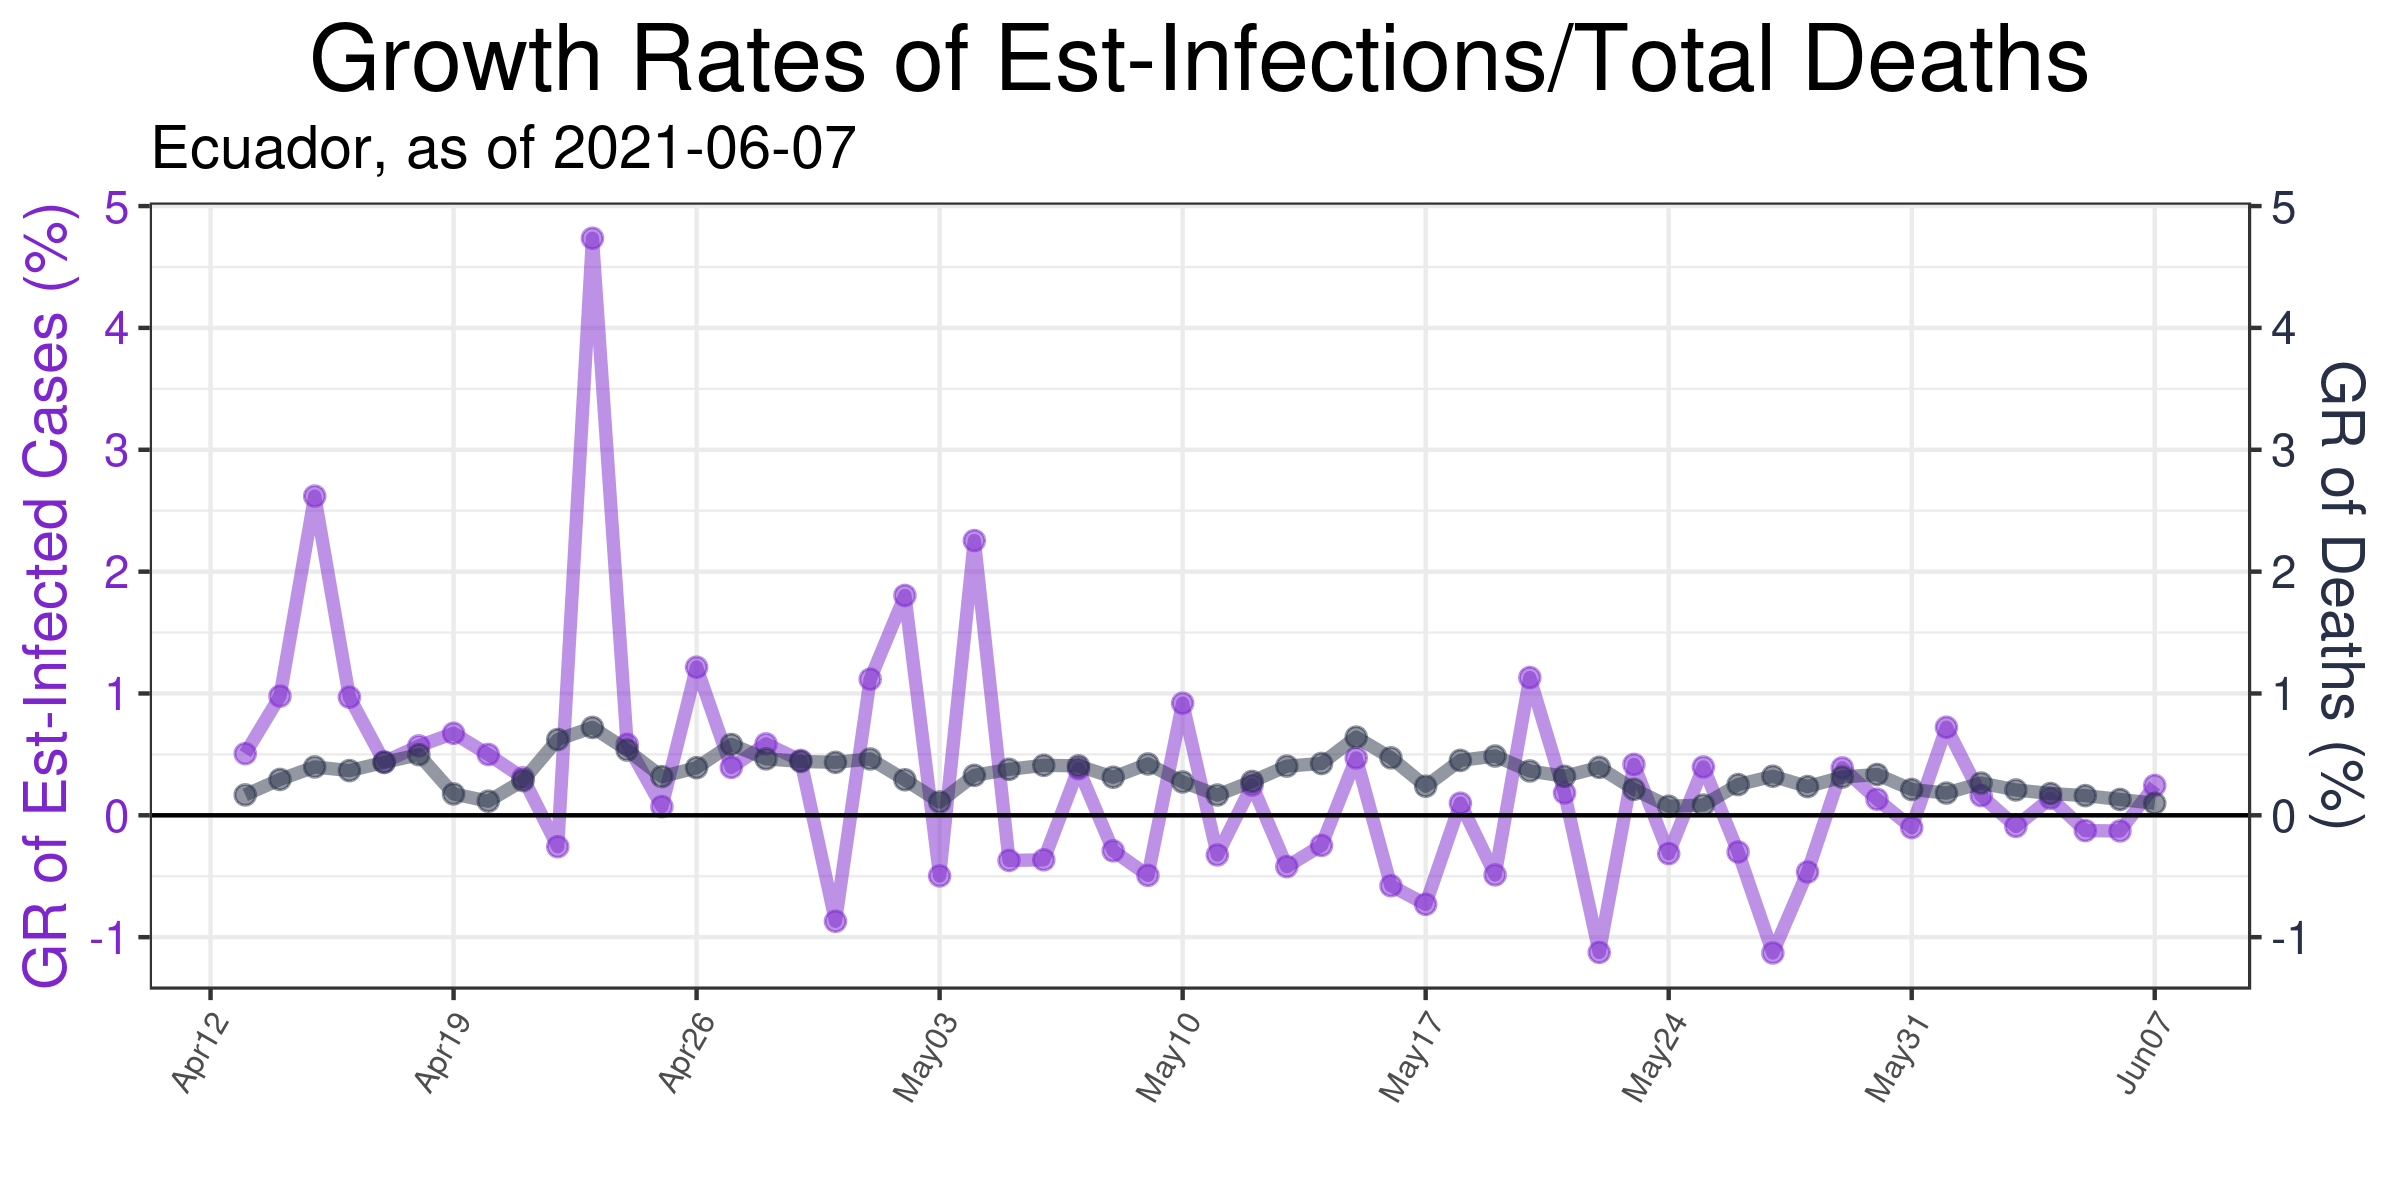 Growth Rates of Est-Infections/Total Deaths
Ecuador, as of 2021-06-07
GR of Est-Infected Cases (%)
5
4
3
2
1
0
-1
5
4
3
2
1
0
-1
GR of Deaths (%)
Apr12
Apr19
Apr26
May03
May10
May17
May24
May31
Jun07